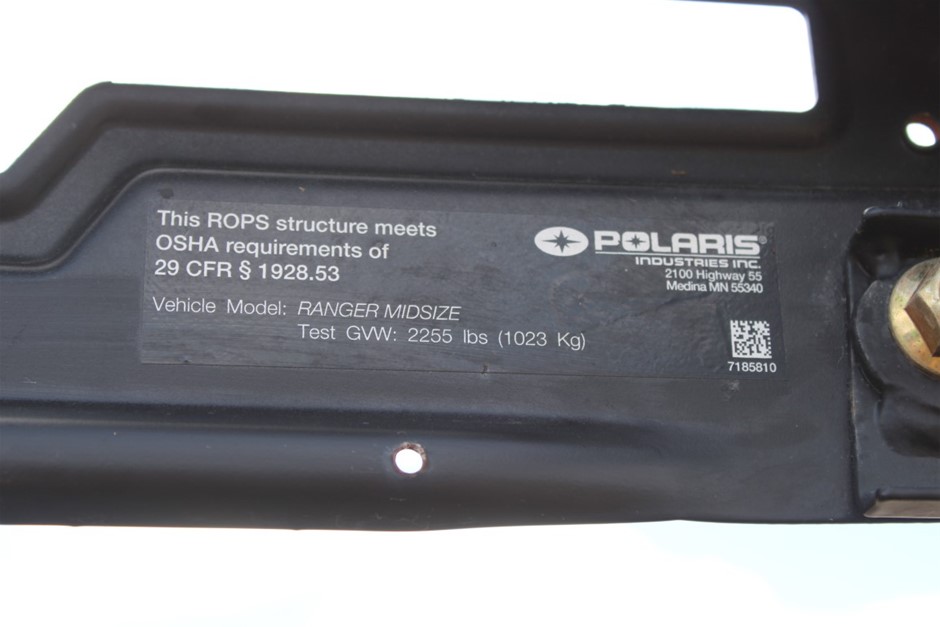 This ROPS structure meets
OSHA requirements of
29 CFR § 1928.53
Vehicle Model: RANGER MIDSIZE
Test GVW: 2255 lbs (1023 Kg)
POLARIS®
INDUSTRIES INC.
2100 Highway 55
Medina MN 55340
7185810